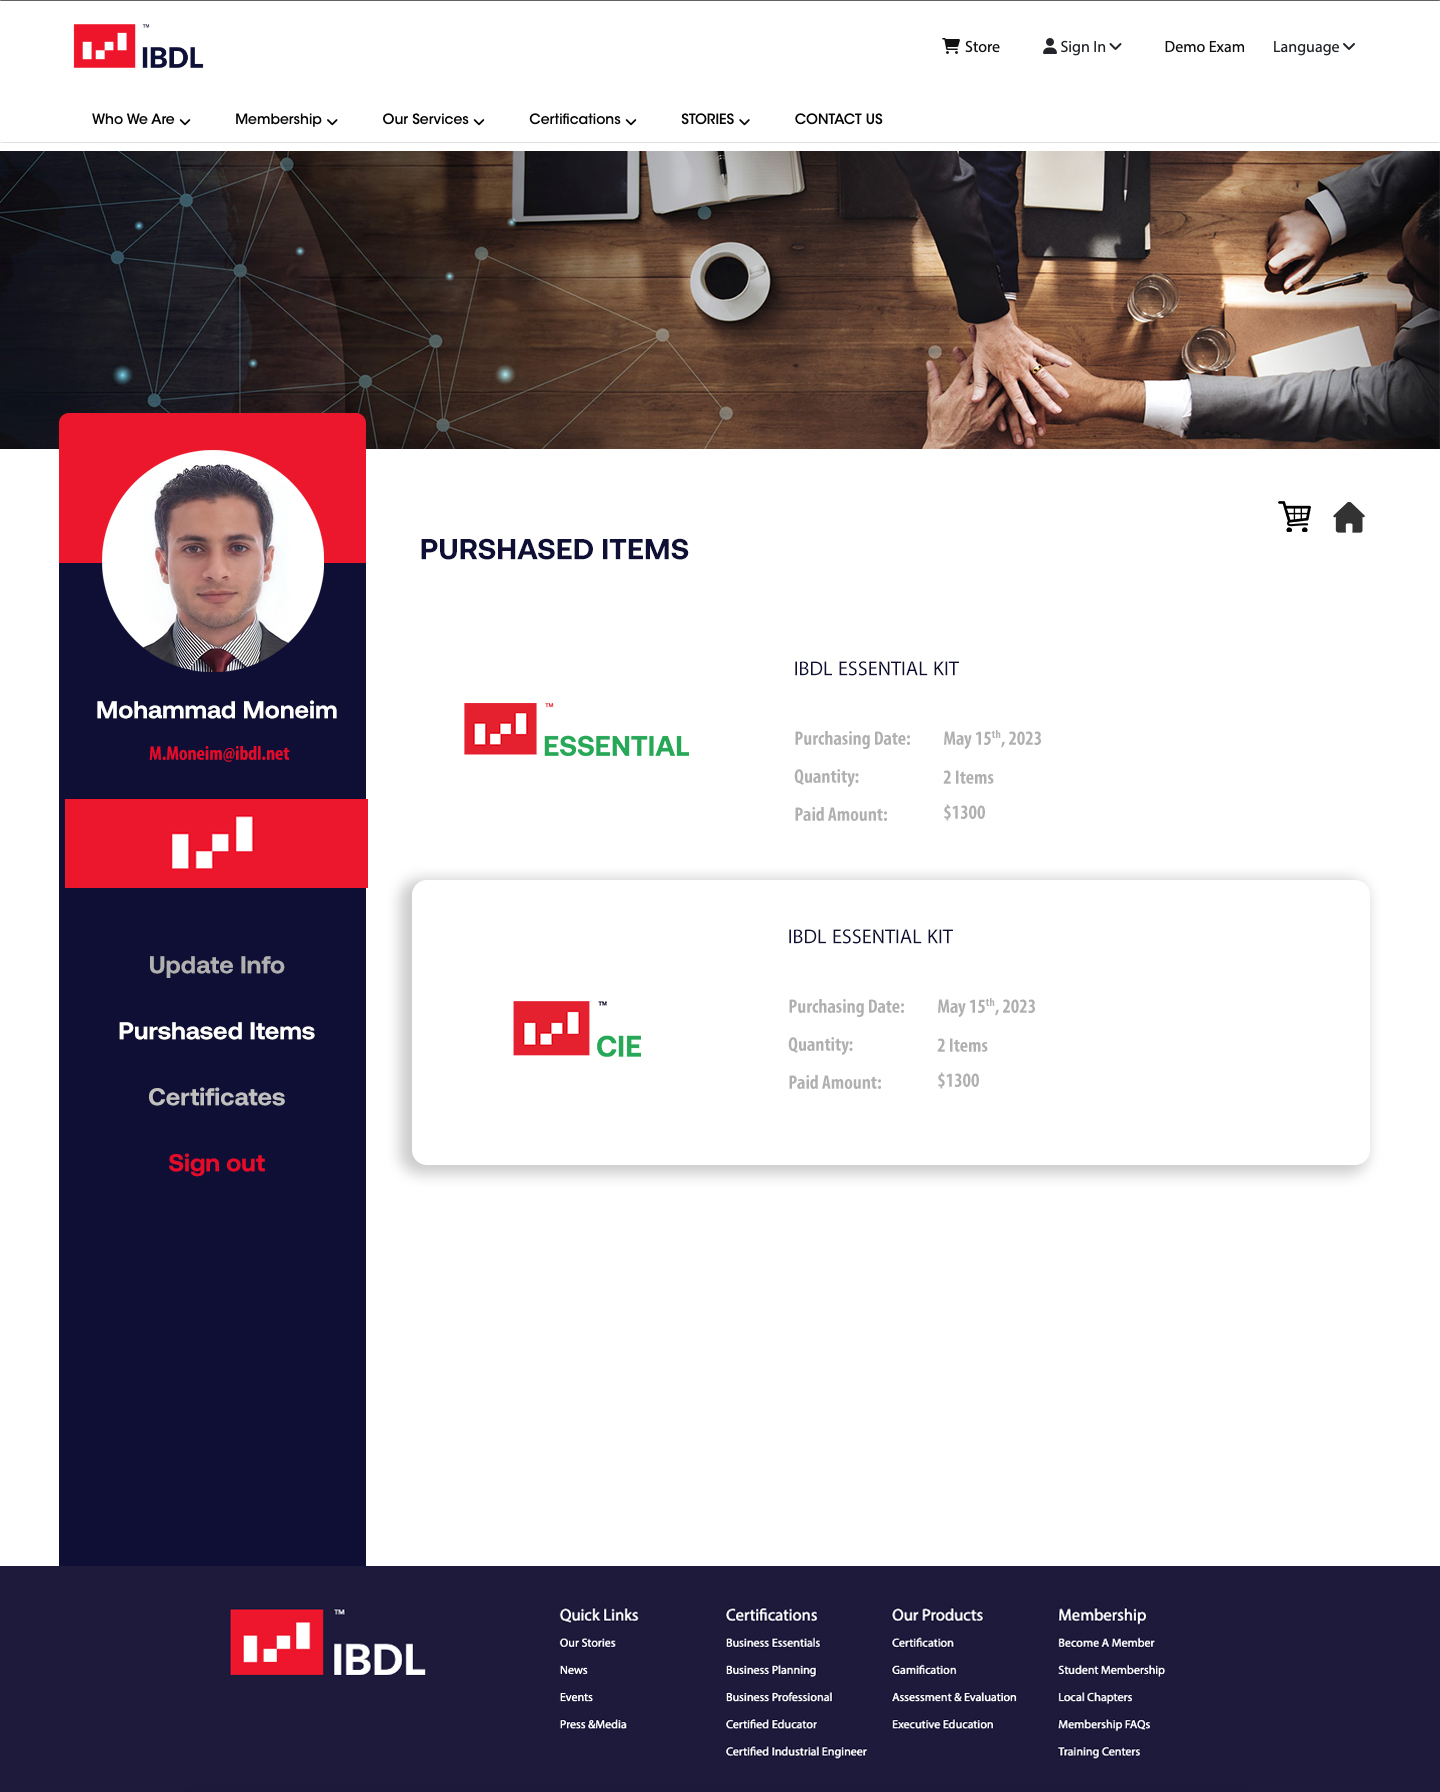 ™
IBDL
Store
Sign In
Demo Exam
Language
Who We Are
Membership
Our Services
Certifications
STORIES
CONTACT US
Mohammad Moneim
M.Moneim@ibdl.net
Update Info
Purshased Items
Certificates
Sign out
PURSHASED ITEMS
™
ESSENTIAL
IBDL ESSENTIAL KIT
Purchasing Date: May 15th, 2023
Quantity: 2 Items
Paid Amount: $1300
™
CIE
IBDL ESSENTIAL KIT
Purchasing Date: May 15th, 2023
Quantity: 2 Items
Paid Amount: $1300
™
IBDL
Quick Links
Our Stories
News
Events
Press &Media
Certifications
Business Essentials
Business Planning
Business Professional
Certified Educator
Certified Industrial Engineer
Our Products
Certification
Gamification
Assessment & Evaluation
Executive Education
Membership
Become A Member
Student Membership
Local Chapters
Membership FAQs
Training Centers